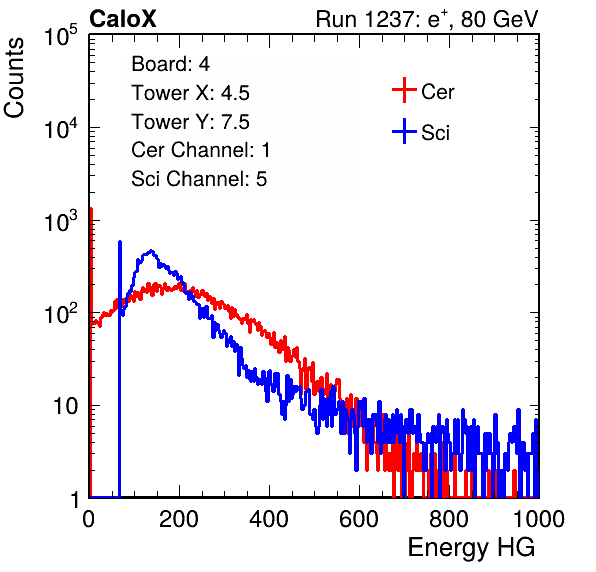 CaloX Run 1237: e⁺, 80 GeV
Counts
10⁵
10⁴
10³
10²
10
1
Board: 4
Tower X: 4.5
Tower Y: 7.5
Cer Channel: 1
Sci Channel: 5
Cer
Sci
0 200 400 600 800 1000
Energy HG